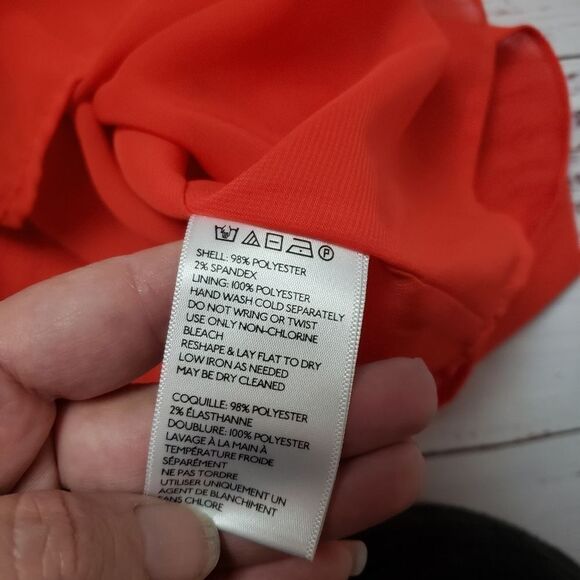 P
SHELL: 98% POLYESTER
2% SPANDEX
LINING: 100% POLYESTER
HAND WASH COLD SEPARATELY
DO NOT WRING OR TWIST
USE ONLY NON-CHLORINE
BLEACH
RESHAPE & LAY FLAT TO DRY
LOW IRON AS NEEDED
MAY BE DRY CLEANED
COQUILLE: 98% POLYESTER
2% ÉLASTHANNE
DOUBLURE: 100% POLYESTER
LAVAGE À LA MAIN À
TEMPÉRATURE FROIDE
SÉPARÉMENT
NE PAS TORDRE
UTILISER UNIQUEMENT UN
AGENT DE BLANCHIMENT
SANS CHLORE